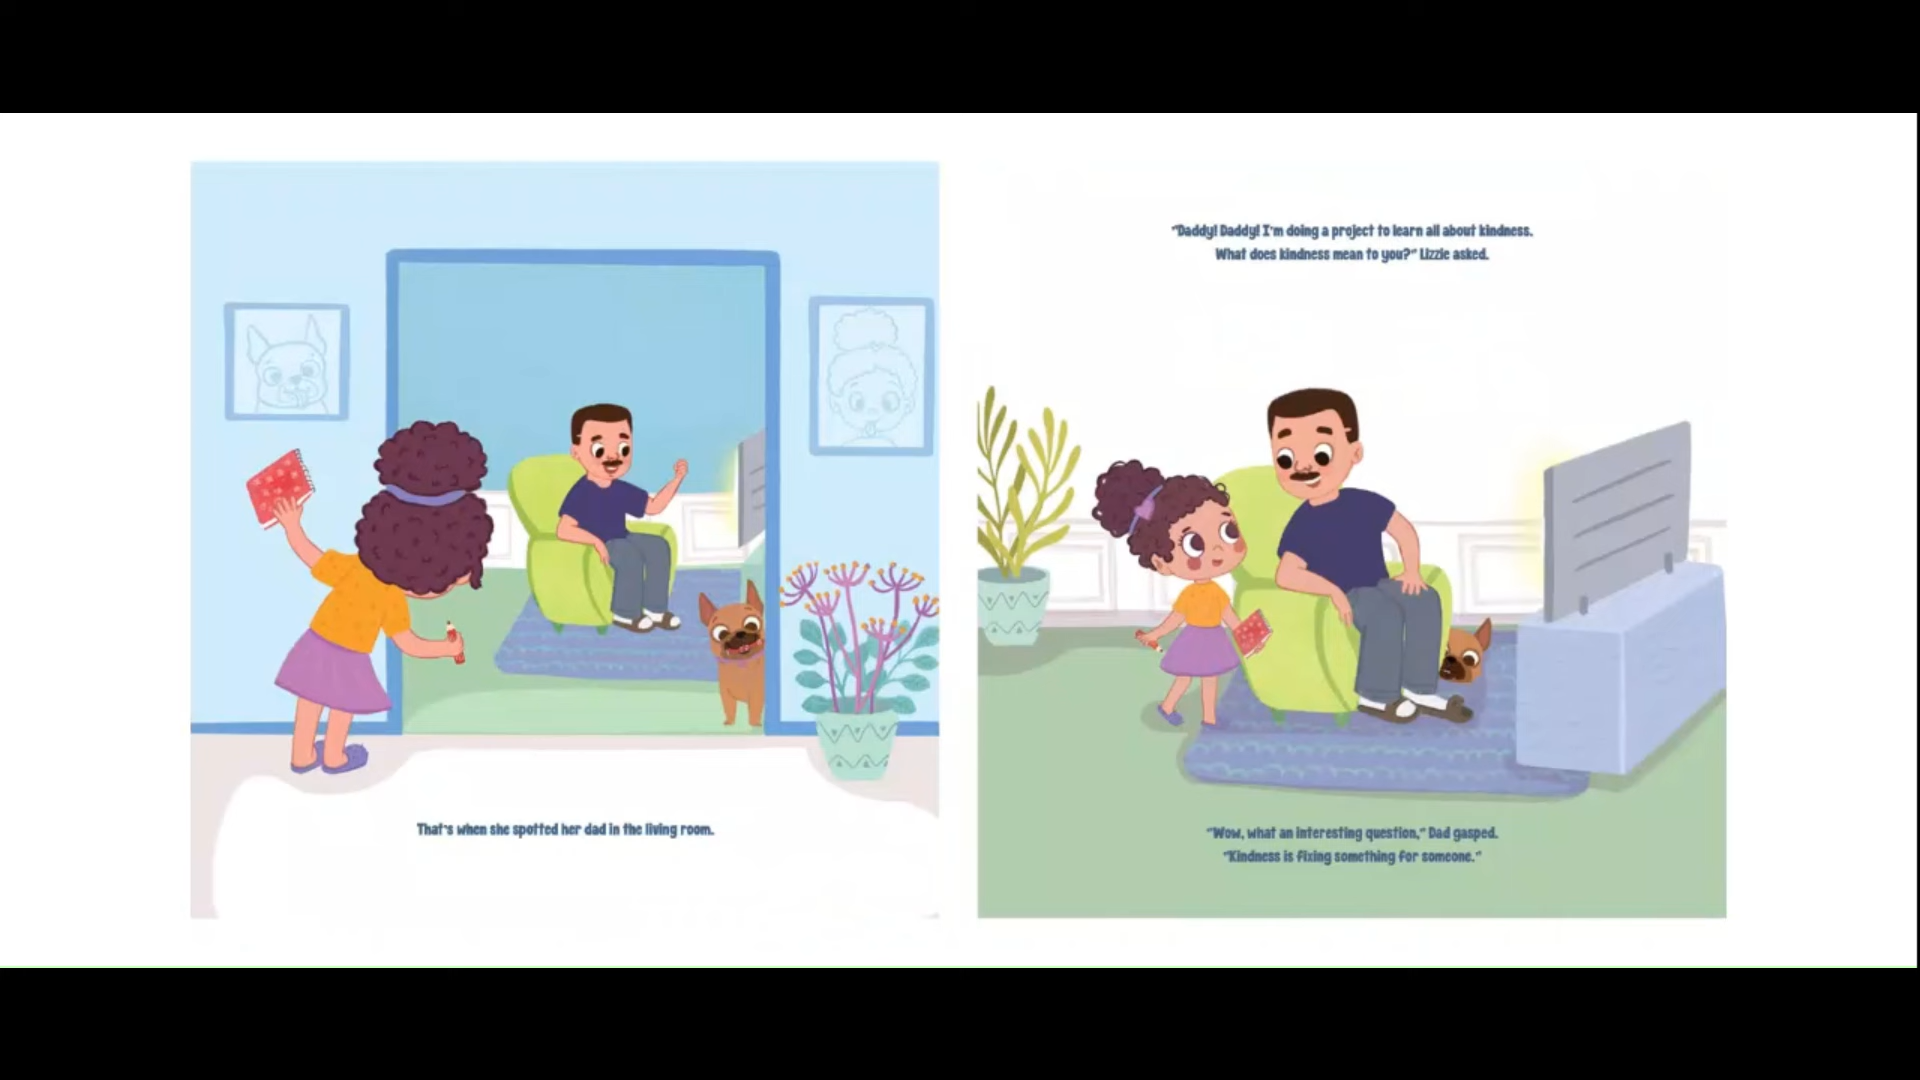 That's when she spotted her dad in the living room.
"Daddy! Daddy! I'm doing a project to learn all about kindness.
What does kindness mean to you?" Lizzie asked.
"Wow, what an interesting question," Dad gasped.
"Kindness is fixing something for someone."